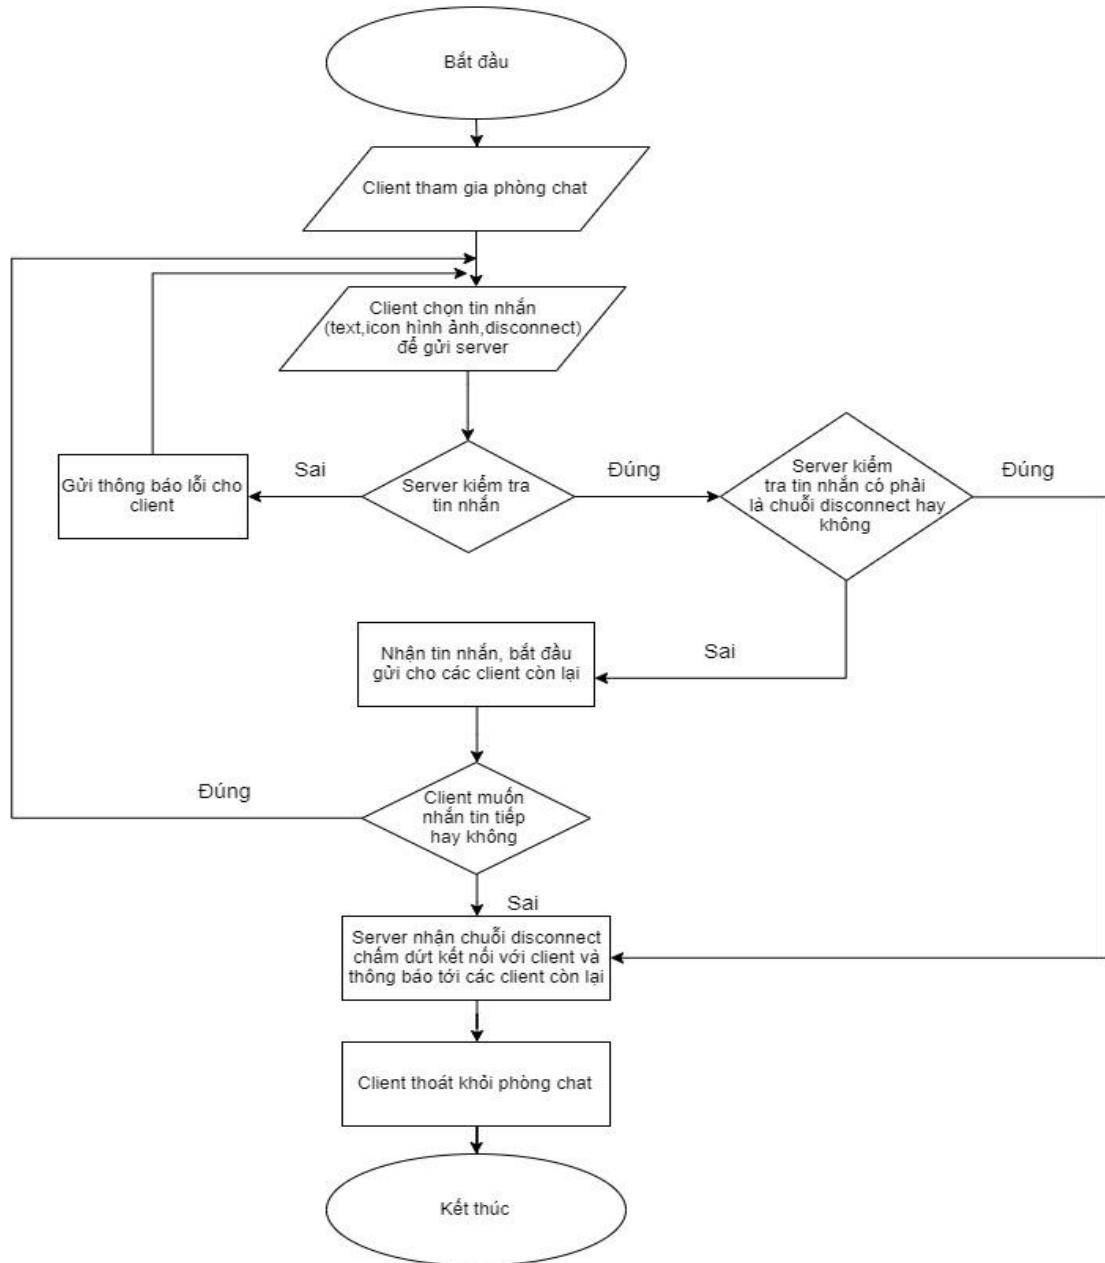 Bắt đầu
Client tham gia phòng chat
Client chọn tin nhắn
(text,icon hình ảnh,disconnect)
để gửi server
Sai
Đúng
Đúng
Gửi thông báo lỗi cho
client
Server kiểm tra
tin nhắn
Server kiểm
tra tin nhắn có phải
là chuỗi disconnect hay
không
Nhận tin nhắn, bắt đầu
gửi cho các client còn lại
Sai
Đúng
Client muốn
nhắn tin tiếp
hay không
Sai
Server nhận chuỗi disconnect
chấm dứt kết nối với client và
thông báo tới các client còn lại
Client thoát khỏi phòng chat
Kết thúc